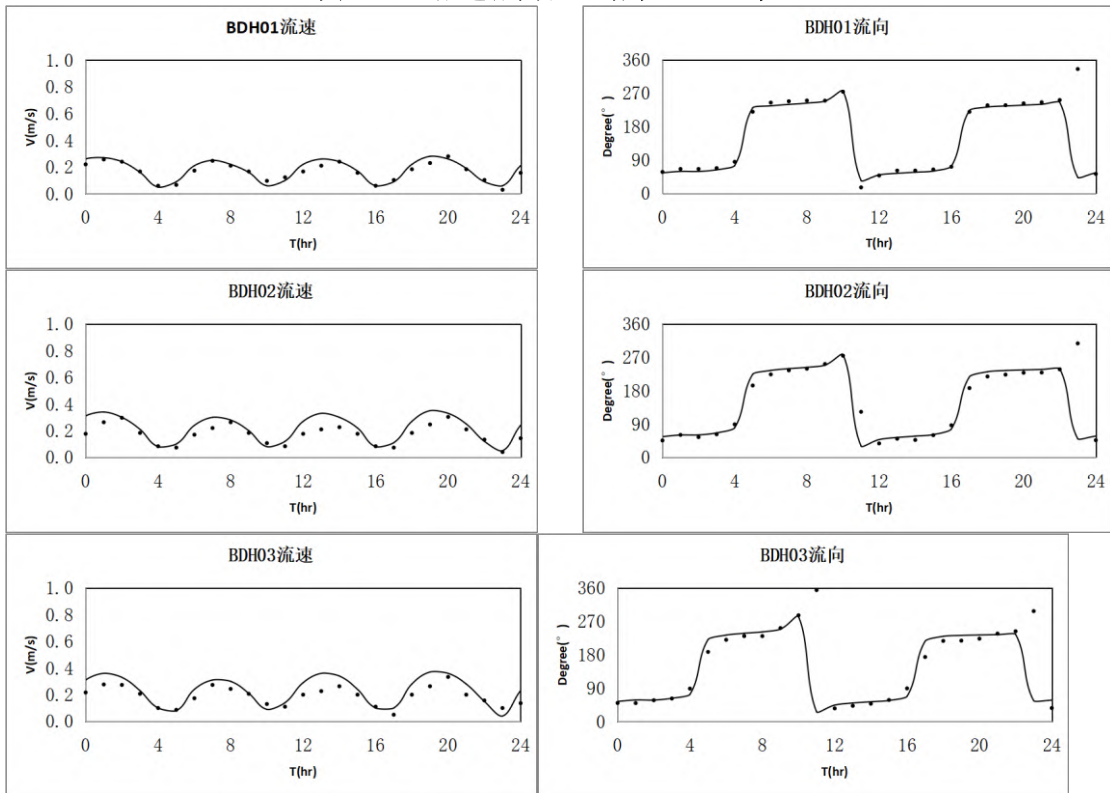 BDH01流速
1.0
0.8
0.6
0.4
0.2
0.0
V(m/s)
0 4 8 12 16 20 24
T(hr)
BDH01流向
360
270
180
90
0
Degree(°)
0 4 8 12 16 20 24
T(hr)
BDH02流速
1.0
0.8
0.6
0.4
0.2
0.0
V(m/s)
0 4 8 12 16 20 24
T(hr)
BDH02流向
360
270
180
90
0
Degree(°)
0 4 8 12 16 20 24
T(hr)
BDH03流速
1.0
0.8
0.6
0.4
0.2
0.0
V(m/s)
0 4 8 12 16 20 24
T(hr)
BDH03流向
360
270
180
90
0
Degree(°)
0 4 8 12 16 20 24
T(hr)